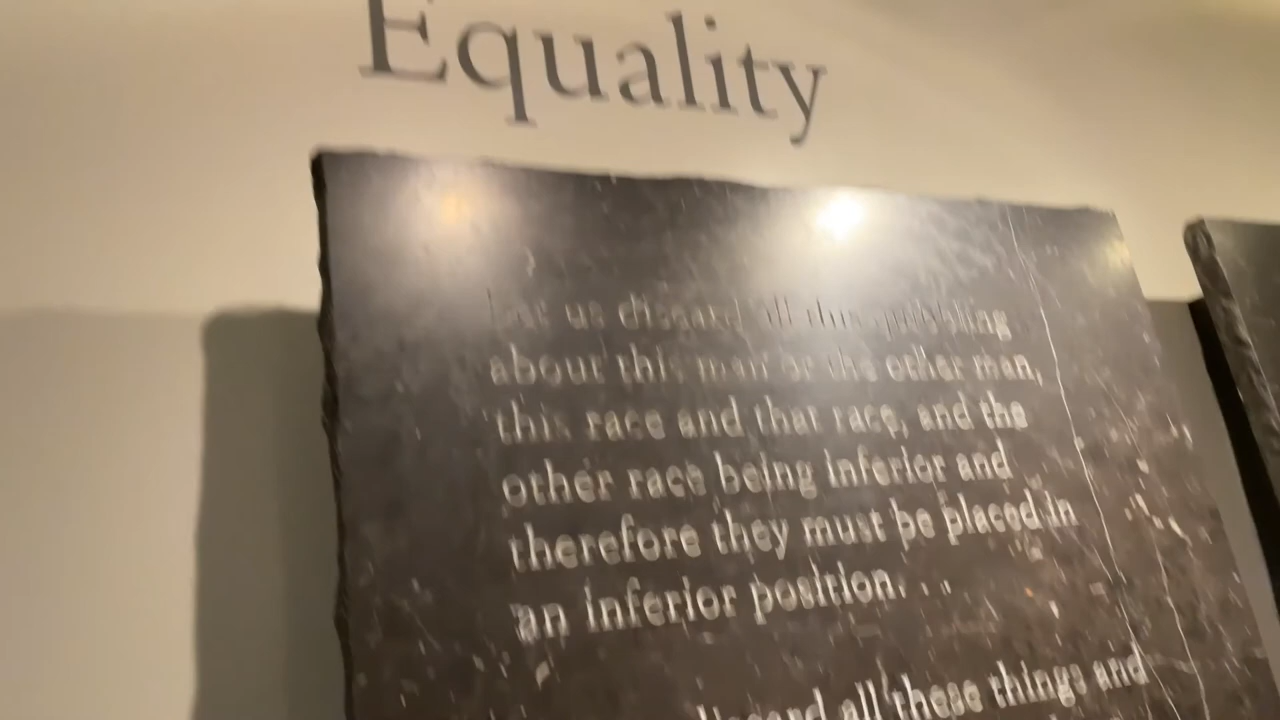 Equality
Let us discard all this quibbling
about this man or the other man,
this race and that race, and the
other race being inferior and
therefore they must be placed in
an inferior position. . .
discard all these things and